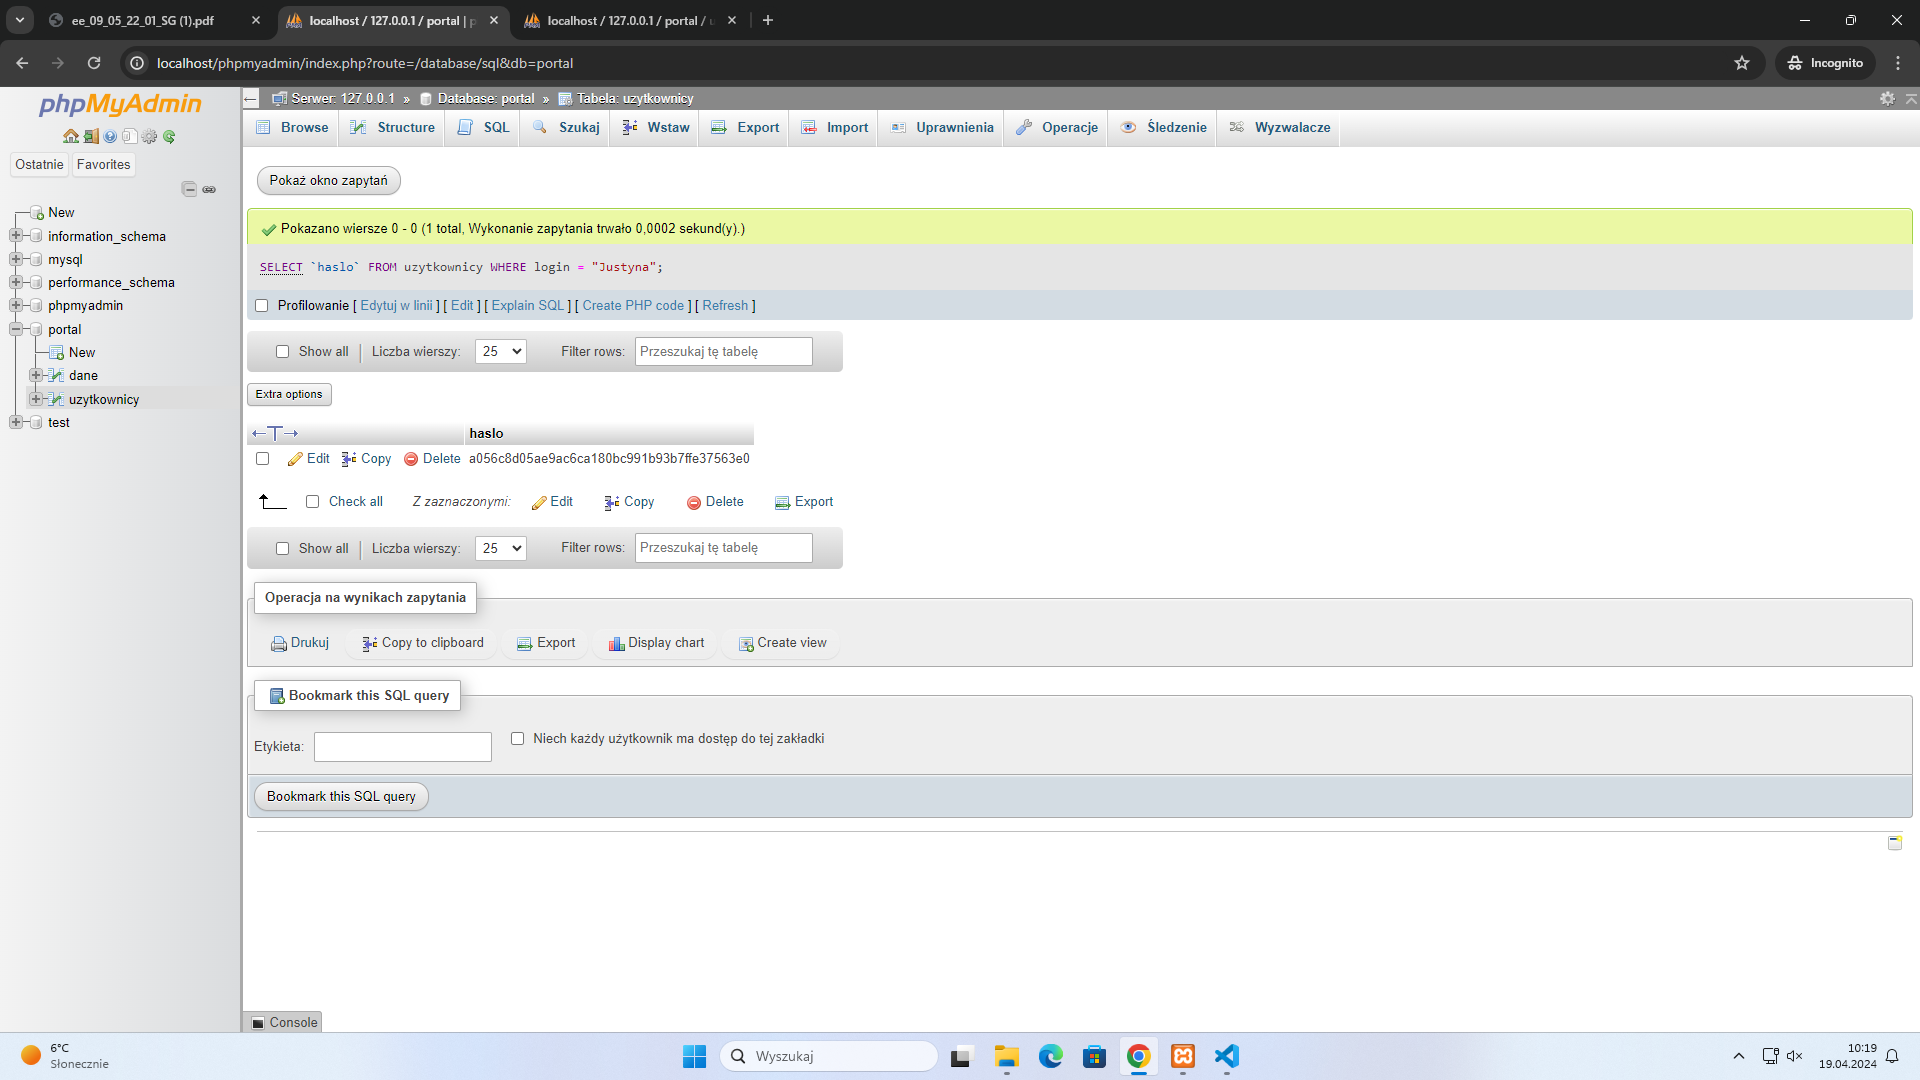 ee_09_05_22_01_SG (1).pdf
localhost / 127.0.0.1 / portal | p
localhost / 127.0.0.1 / portal / u
localhost/phpmyadmin/index.php?route=/database/sql&db=portal
Incognito
phpMyAdmin
Ostatnie Favorites
New
information_schema
mysql
performance_schema
phpmyadmin
portal
New
dane
uzytkownicy
test
Serwer: 127.0.0.1 » Database: portal » Tabela: uzytkownicy
Browse Structure SQL Szukaj Wstaw Export Import Uprawnienia Operacje Śledzenie Wyzwalacze
Pokaż okno zapytań
Pokazano wiersze 0 - 0 (1 total, Wykonanie zapytania trwało 0,0002 sekund(y).)
SELECT `haslo` FROM uzytkownicy WHERE login = "Justyna";
Profilowanie [ Edytuj w linii ] [ Edit ] [ Explain SQL ] [ Create PHP code ] [ Refresh ]
Show all | Liczba wierszy: 25 Filter rows: Przeszukaj tę tabelę
Extra options
←T→ haslo
Edit Copy Delete a056c8d05ae9ac6ca180bc991b93b7ffe37563e0
Check all Z zaznaczonymi: Edit Copy Delete Export
Show all | Liczba wierszy: 25 Filter rows: Przeszukaj tę tabelę
Operacja na wynikach zapytania
Drukuj Copy to clipboard Export Display chart Create view
Bookmark this SQL query
Etykieta: Niech każdy użytkownik ma dostęp do tej zakładki
Bookmark this SQL query
Console
6°C
Słonecznie
Wyszukaj
10:19
19.04.2024